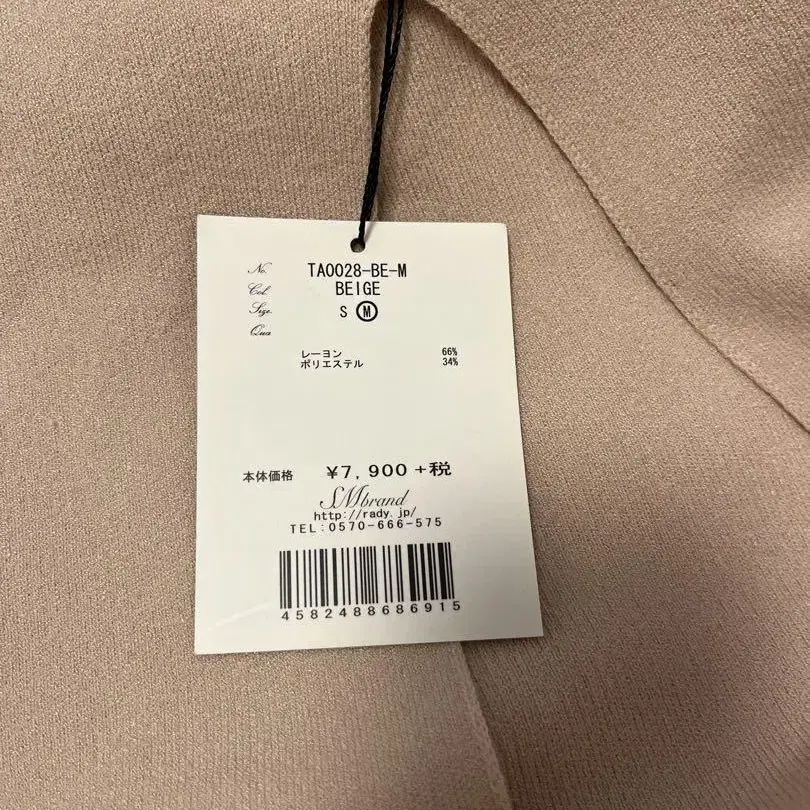 No. TA0028-BE-M
Col. BEIGE
Size. S M
Qua
レーヨン 66%
ポリエステル 34%
本体価格 ¥7,900+税
SMbrand
http://rady.jp/
TEL:0570-666-575
4582488686915